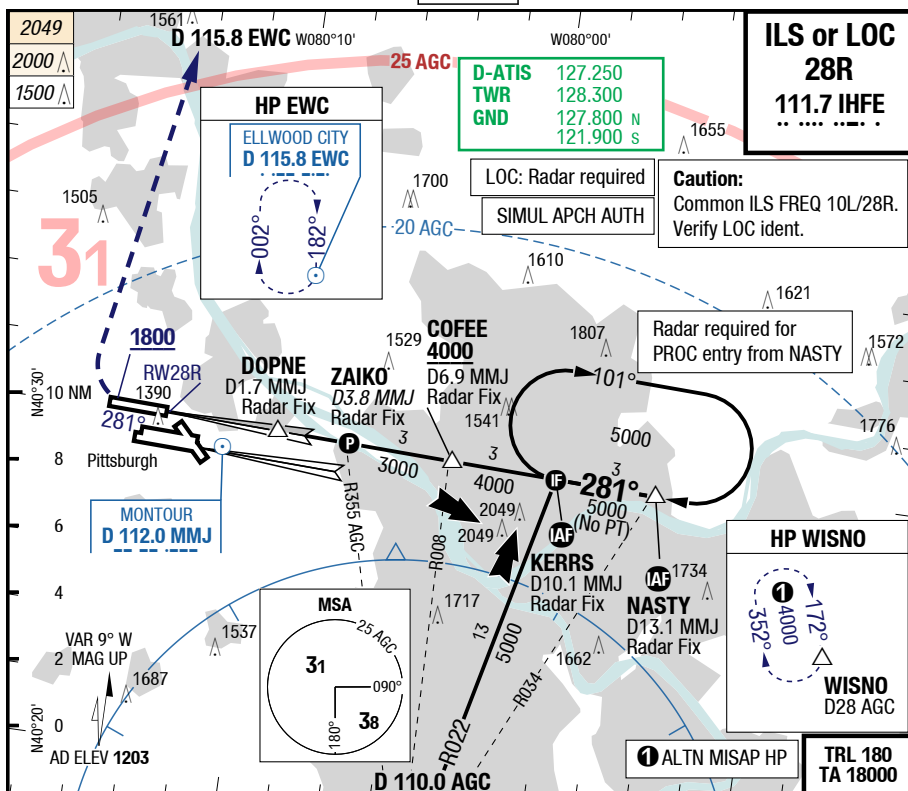 2049
2000
1500
1561
D 115.8 EWC
W080°10'
W080°00'
25 AGC
ILS or LOC
28R
111.7 IHFE
D-ATIS 127.250
TWR 128.300
GND 127.800 N
121.900 S
HP EWC
ELLWOOD CITY
D 115.8 EWC
002°
182°
1655
LOC: Radar required
SIMUL APCH AUTH
Caution:
Common ILS FREQ 10L/28R.
Verify LOC ident.
1505
1700
20 AGC
31
1610
1621
Radar required for
PROC entry from NASTY
1800
RW28R
1390
281°
N40°30'
10 NM
DOPNE
D1.7 MMJ
Radar Fix
ZAIKO
D3.8 MMJ
Radar Fix
1529
COFEE
4000
D6.9 MMJ
Radar Fix
1807
1541
101°
5000
1572
1776
P
3
3000
3
4000
IF
281°
3
5000
(No PT)
8
Pittsburgh
MONTOUR
D 112.0 MMJ
R355 AGC
R008
2049
2049
IAF
KERRS
D10.1 MMJ
Radar Fix
IAF
1734
NASTY
D13.1 MMJ
Radar Fix
6
4
2
0
N40°20'
HP WISNO
1
4000
352°
172°
WISNO
D28 AGC
VAR 9° W
MAG UP
1537
1687
AD ELEV 1203
MSA
25 AGC
31
090°
180°
38
1717
13
5000
R022
R034
1662
D 110.0 AGC
1 ALTN MISAP HP
TRL 180
TA 18000